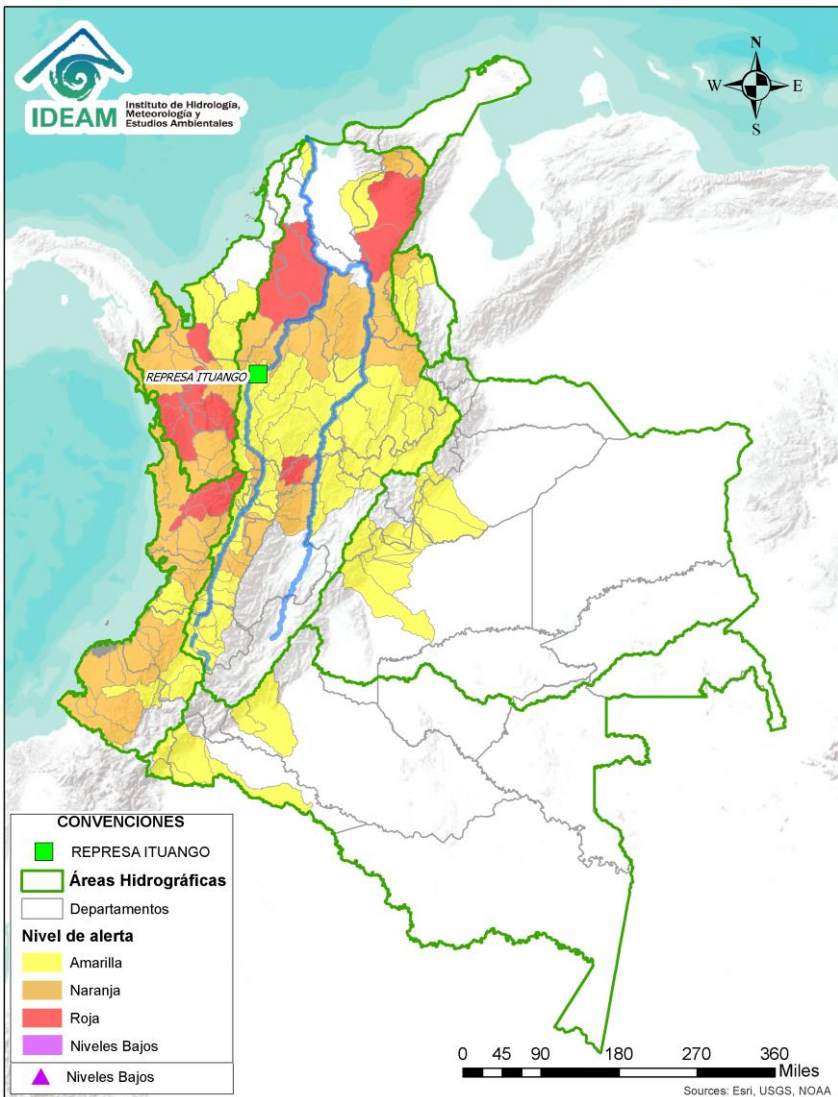 IDEAM
Instituto de Hidrología,
Meteorología y
Estudios Ambientales
N
W
E
S
REPRESA ITUANGO
CONVENCIONES
REPRESA ITUANGO
Áreas Hidrográficas
Departamentos
Nivel de alerta
Amarilla
Naranja
Roja
Niveles Bajos
Niveles Bajos
0 45 90 180 270 360
Miles
Sources: Esri, USGS, NOAA